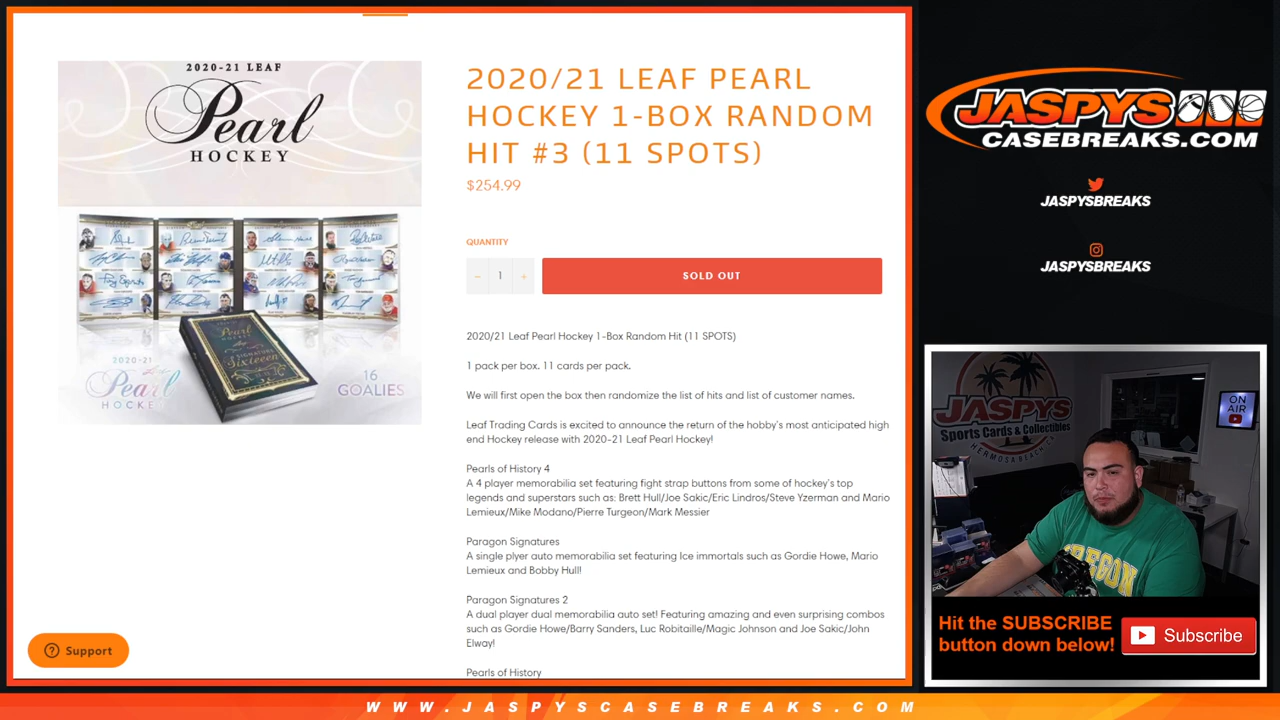 2020-21 LEAF
Pearl
HOCKEY
Pearl
SIGNATURE
Sixteen
2020-21
Leaf
Pearl
HOCKEY
16
GOALIES
Support
2020/21 LEAF PEARL
HOCKEY 1-BOX RANDOM
HIT #3 (11 SPOTS)
$254.99
QUANTITY
− 1 +
SOLD OUT
2020/21 Leaf Pearl Hockey 1-Box Random Hit (11 SPOTS)
1 pack per box. 11 cards per pack.
We will first open the box then randomize the list of hits and list of customer names.
Leaf Trading Cards is excited to announce the return of the hobby's most anticipated high
end Hockey release with 2020-21 Leaf Pearl Hockey!
Pearls of History 4
A 4 player memorabilia set featuring fight strap buttons from some of hockey's top
legends and superstars such as: Brett Hull/Joe Sakic/Eric Lindros/Steve Yzerman and Mario
Lemieux/Mike Modano/Pierre Turgeon/Mark Messier
Paragon Signatures
A single plyer auto memorabilia set featuring Ice immortals such as Gordie Howe, Mario
Lemieux and Bobby Hull!
Paragon Signatures 2
A dual player dual memorabilia auto set! Featuring amazing and even surprising combos
such as Gordie Howe/Barry Sanders, Luc Robitaille/Magic Johnson and Joe Sakic/John
Elway!
Pearls of History
JASPYS
CASEBREAKS.COM
JASPYSBREAKS
JASPYSBREAKS
JASPYS
Sports Cards & Collectibles
HERMOSA BEACH, CA
ON
AIR
OREGON
Hit the SUBSCRIBE
button down below!
Subscribe
WWW.JASPYSCASEBREAKS.COM